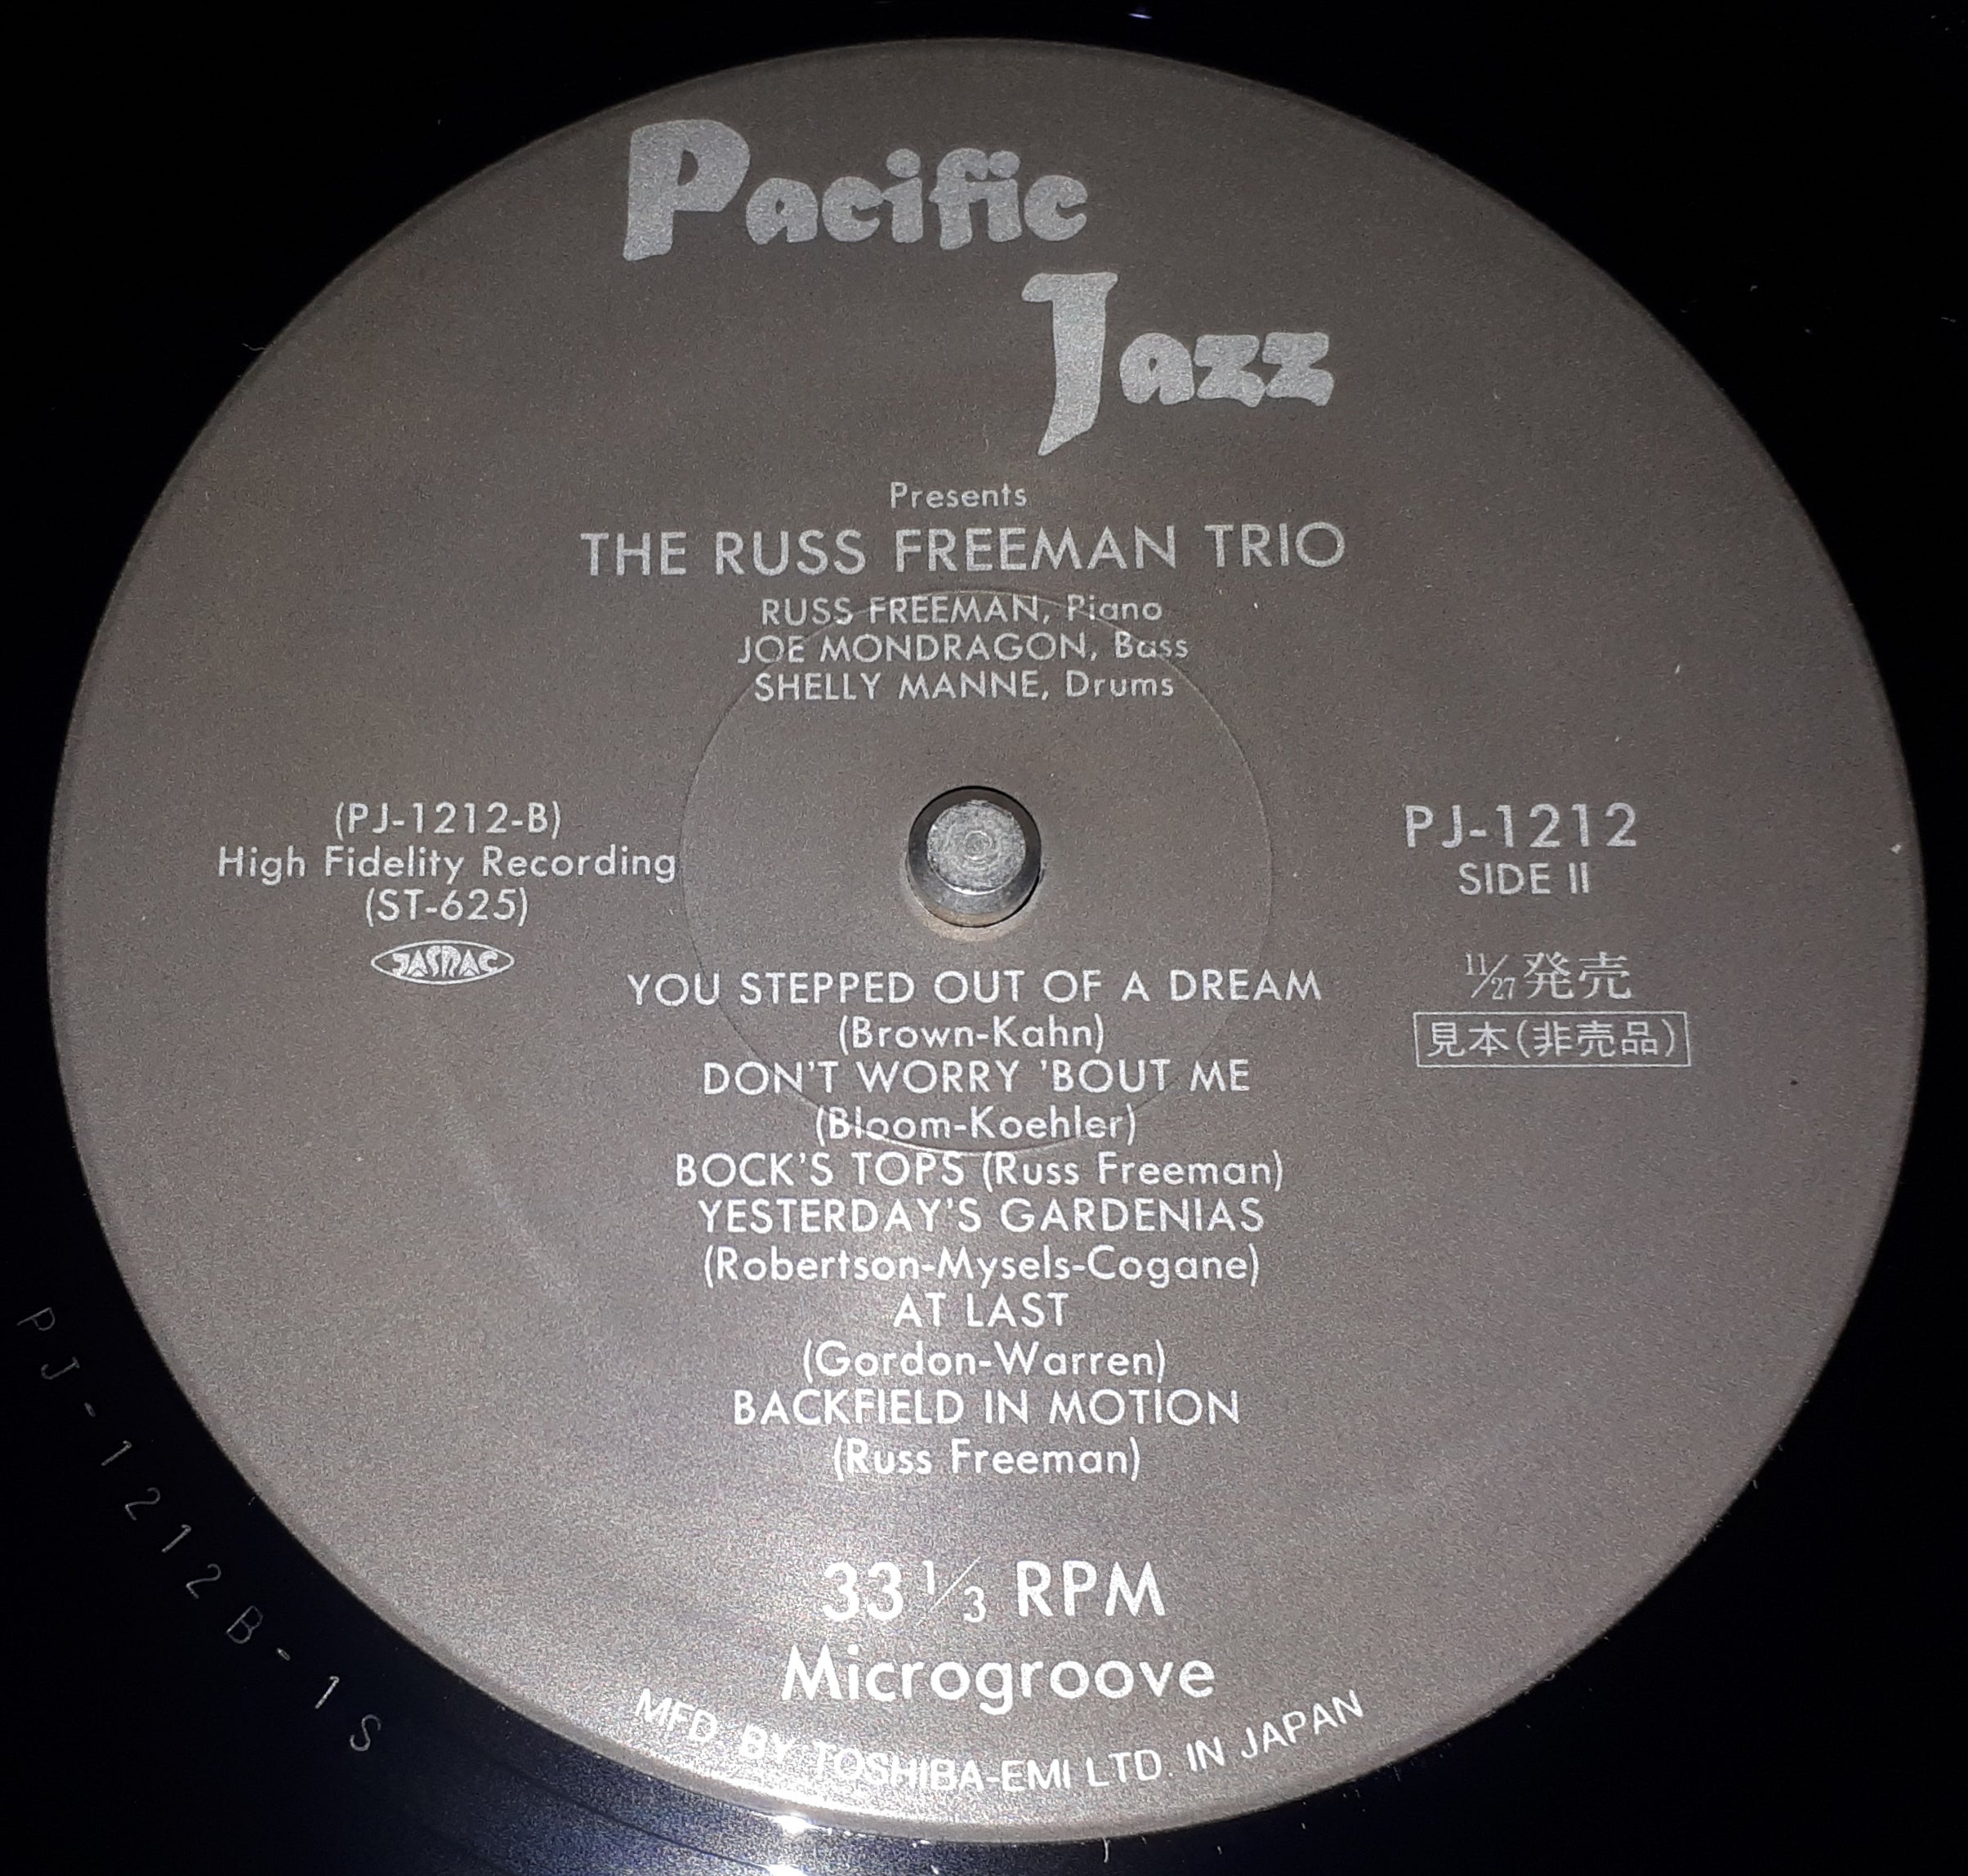 Pacific
Jazz
Presents
THE RUSS FREEMAN TRIO
RUSS FREEMAN, Piano
JOE MONDRAGON, Bass
SHELLY MANNE, Drums
(PJ-1212-B)
High Fidelity Recording
(ST-625)
JASRAC
PJ-1212
SIDE II
11/27発売
見本(非売品)
YOU STEPPED OUT OF A DREAM
(Brown-Kahn)
DON'T WORRY 'BOUT ME
(Bloom-Koehler)
BOCK'S TOPS (Russ Freeman)
YESTERDAY'S GARDENIAS
(Robertson-Mysels-Cogane)
AT LAST
(Gordon-Warren)
BACKFIELD IN MOTION
(Russ Freeman)
33 1/3 RPM
Microgroove
MFD. BY TOSHIBA-EMI LTD. IN JAPAN
PJ-1212B-1S